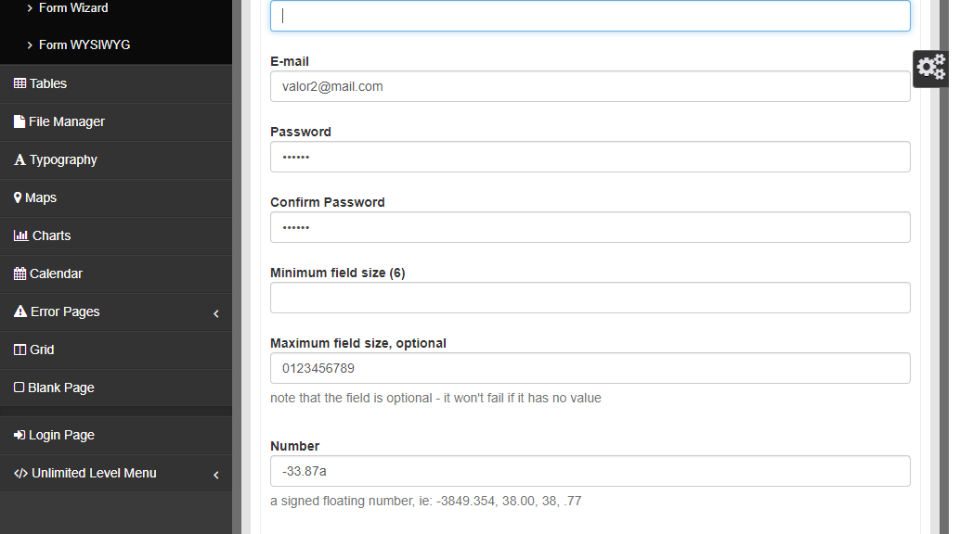 Form Wizard
Form WYSIWYG
Tables
File Manager
Typography
Maps
Charts
Calendar
Error Pages
Grid
Blank Page
Login Page
Unlimited Level Menu
E-mail
valor2@mail.com
Password
••••••
Confirm Password
••••••
Minimum field size (6)
Maximum field size, optional
0123456789
note that the field is optional - it won't fail if it has no value
Number
-33.87a
a signed floating number, ie: -3849.354, 38.00, 38, .77